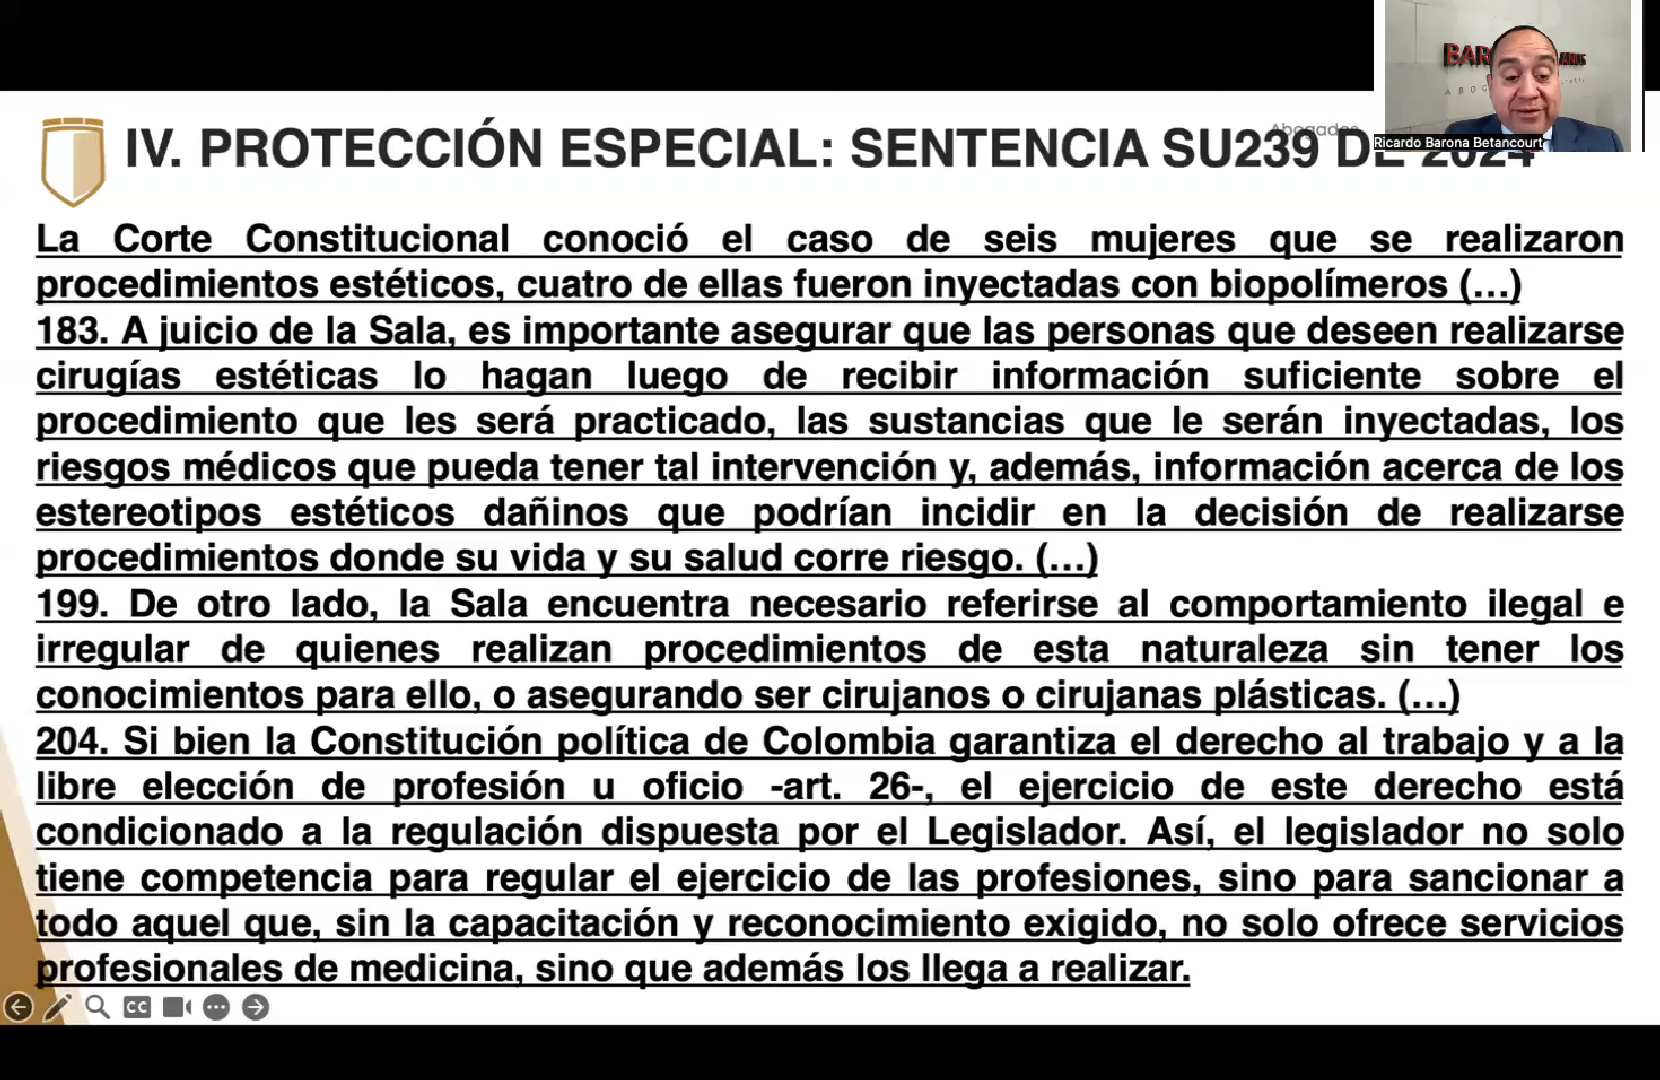 Abogados
IV. PROTECCIÓN ESPECIAL: SENTENCIA SU239 DE 2024
Ricardo Barona Betancourt
La Corte Constitucional conoció el caso de seis mujeres que se realizaron
procedimientos estéticos, cuatro de ellas fueron inyectadas con biopolímeros (…)
183. A juicio de la Sala, es importante asegurar que las personas que deseen realizarse
cirugías estéticas lo hagan luego de recibir información suficiente sobre el
procedimiento que les será practicado, las sustancias que le serán inyectadas, los
riesgos médicos que pueda tener tal intervención y, además, información acerca de los
estereotipos estéticos dañinos que podrían incidir en la decisión de realizarse
procedimientos donde su vida y su salud corre riesgo. (…)
199. De otro lado, la Sala encuentra necesario referirse al comportamiento ilegal e
irregular de quienes realizan procedimientos de esta naturaleza sin tener los
conocimientos para ello, o asegurando ser cirujanos o cirujanas plásticas. (…)
204. Si bien la Constitución política de Colombia garantiza el derecho al trabajo y a la
libre elección de profesión u oficio -art. 26-, el ejercicio de este derecho está
condicionado a la regulación dispuesta por el Legislador. Así, el legislador no solo
tiene competencia para regular el ejercicio de las profesiones, sino para sancionar a
todo aquel que, sin la capacitación y reconocimiento exigido, no solo ofrece servicios
profesionales de medicina, sino que además los llega a realizar.
CC